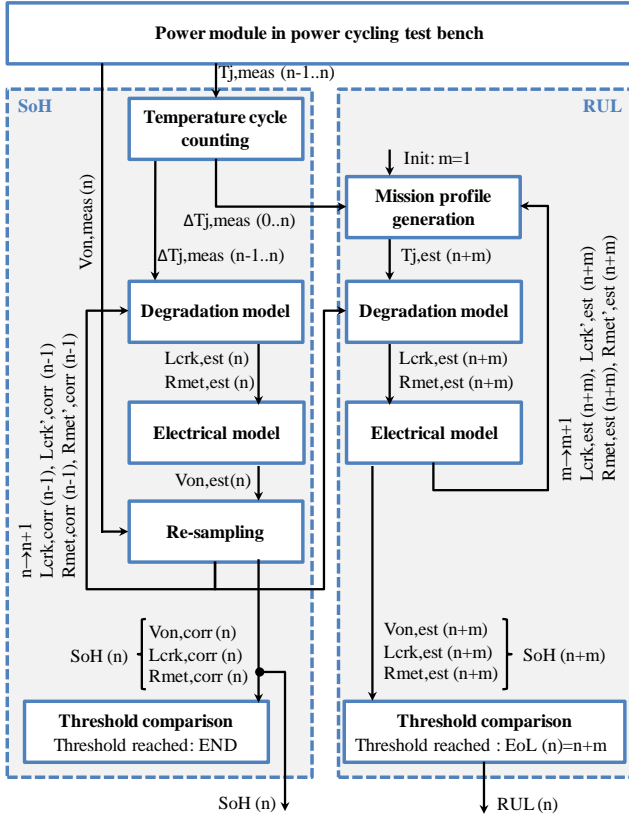 Power module in power cycling test bench
Tj,meas (n-1..n)
SoH
RUL
Temperature cycle
counting
Init: m=1
Mission profile
generation
Von,meas (n)
ΔTj,meas (0..n)
ΔTj,meas (n-1..n)
Tj,est (n+m)
Degradation model
Degradation model
Lcrk,est (n)
Rmet,est (n)
Lcrk,est (n+m)
Rmet,est (n+m)
Electrical model
Electrical model
Von,est(n)
Re-sampling
n→n+1
Lcrk,corr (n-1), Lcrk’,corr (n-1)
Rmet,corr (n-1), Rmet’,corr (n-1)
m→m+1
Lcrk,est (n+m), Lcrk’,est (n+m)
Rmet,est (n+m), Rmet’,est (n+m)
SoH (n)
Von,corr (n)
Lcrk,corr (n)
Rmet,corr (n)
Von,est (n+m)
Lcrk,est (n+m)
Rmet,est (n+m)
SoH (n+m)
Threshold comparison
Threshold reached: END
Threshold comparison
Threshold reached : EoL (n)=n+m
SoH (n)
RUL (n)